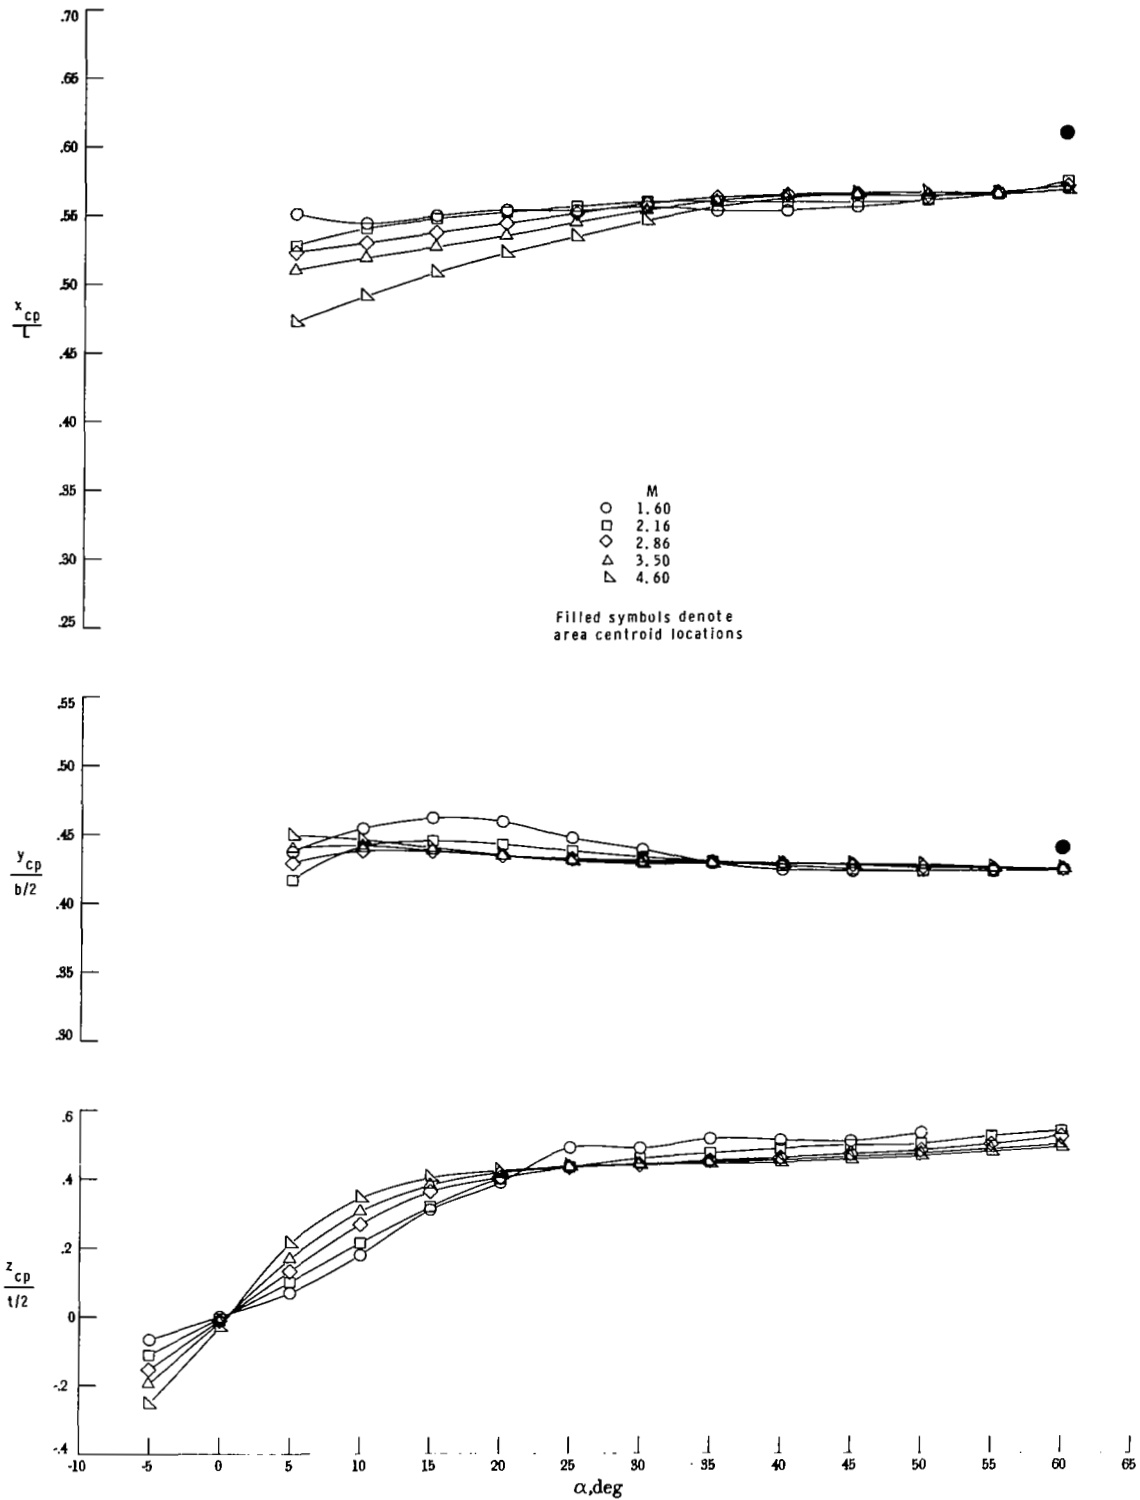 .70
.65
.60
.55
.50
x cp
L
.45
.40
.35
.30
.25
M
1.60
2.16
2.86
3.50
4.60
Filled symbols denote
area centroid locations
.55
.50
.45
y cp
b/2
.40
.35
.30
.6
.4
.2
z cp
t/2
0
-.2
-.4
-10 -5 0 5 10 15 20 25 30 35 40 45 50 55 60 65
α,deg